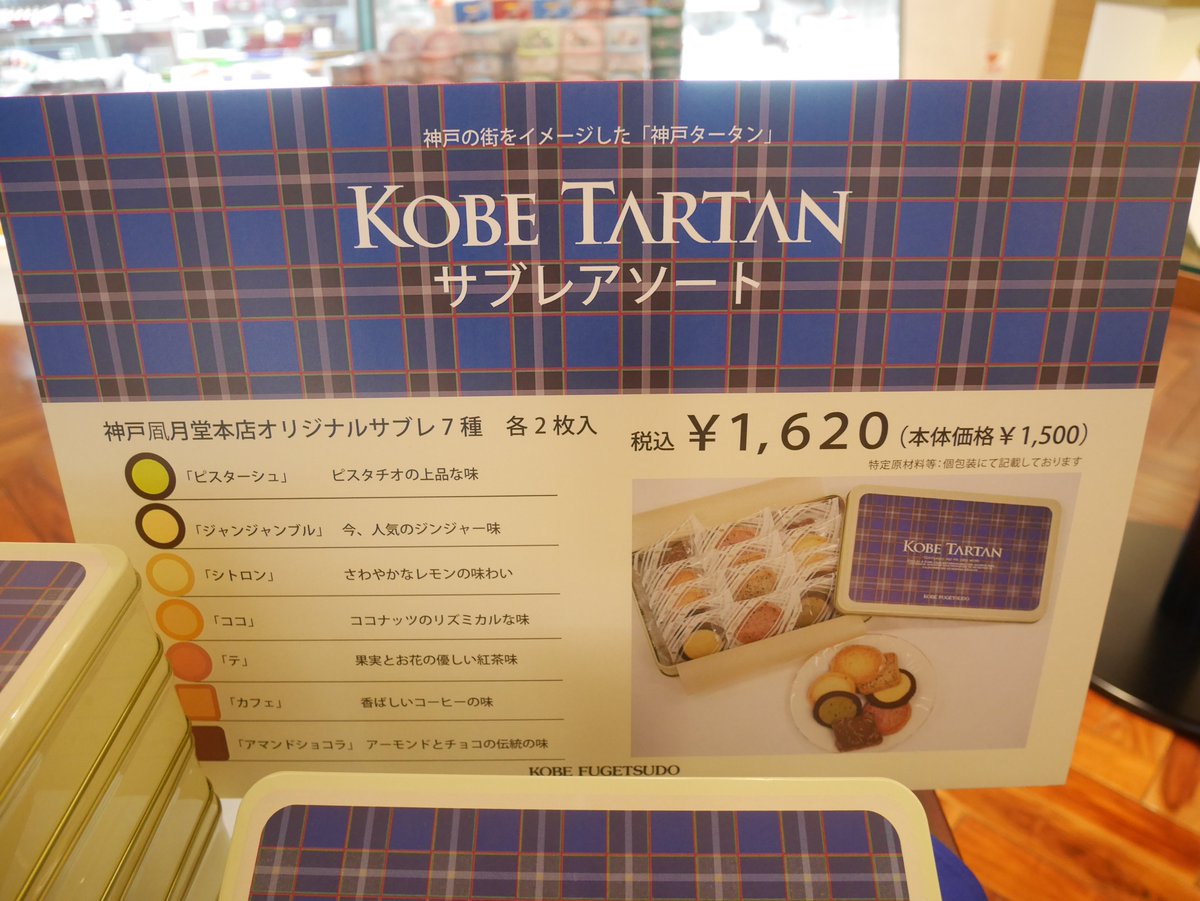 神戸の街をイメージした「神戸タータン」
KOBE TARTAN
サブレアソート
神戸凮月堂本店オリジナルサブレ7種 各2枚入
税込 ¥1,620 (本体価格¥1,500)
特定原材料等:個包装にて記載しております
「ピスターシュ」 ピスタチオの上品な味
「ジャンジャンブル」 今、人気のジンジャー味
「シトロン」 さわやかなレモンの味わい
「ココ」 ココナッツのリズミカルな味
「テ」 果実とお花の優しい紅茶味
「カフェ」 香ばしいコーヒーの味
「アマンドショコラ」 アーモンドとチョコの伝統の味
KOBE TARTAN
KOBE FUGETSUDO
KOBE FUGETSUDO